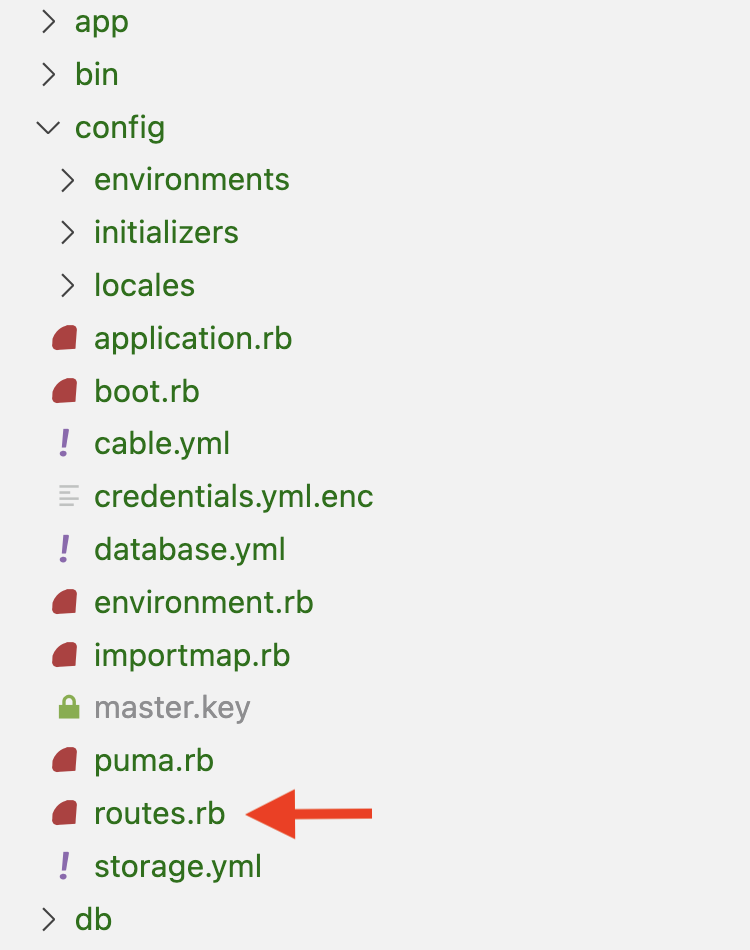 app
bin
config
environments
initializers
locales
application.rb
boot.rb
cable.yml
credentials.yml.enc
database.yml
environment.rb
importmap.rb
master.key
puma.rb
routes.rb
storage.yml
db